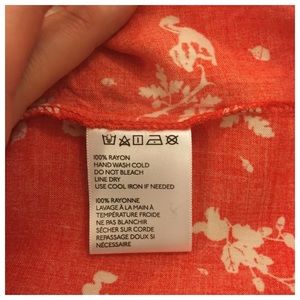 100% RAYON
HAND WASH COLD
DO NOT BLEACH
LINE DRY
USE COOL IRON IF NEEDED
100% RAYONNE
LAVAGE À LA MAIN À
TEMPÉRATURE FROIDE
NE PAS BLANCHIR
SÉCHER SUR CORDE
REPASSAGE DOUX SI
NÉCESSAIRE